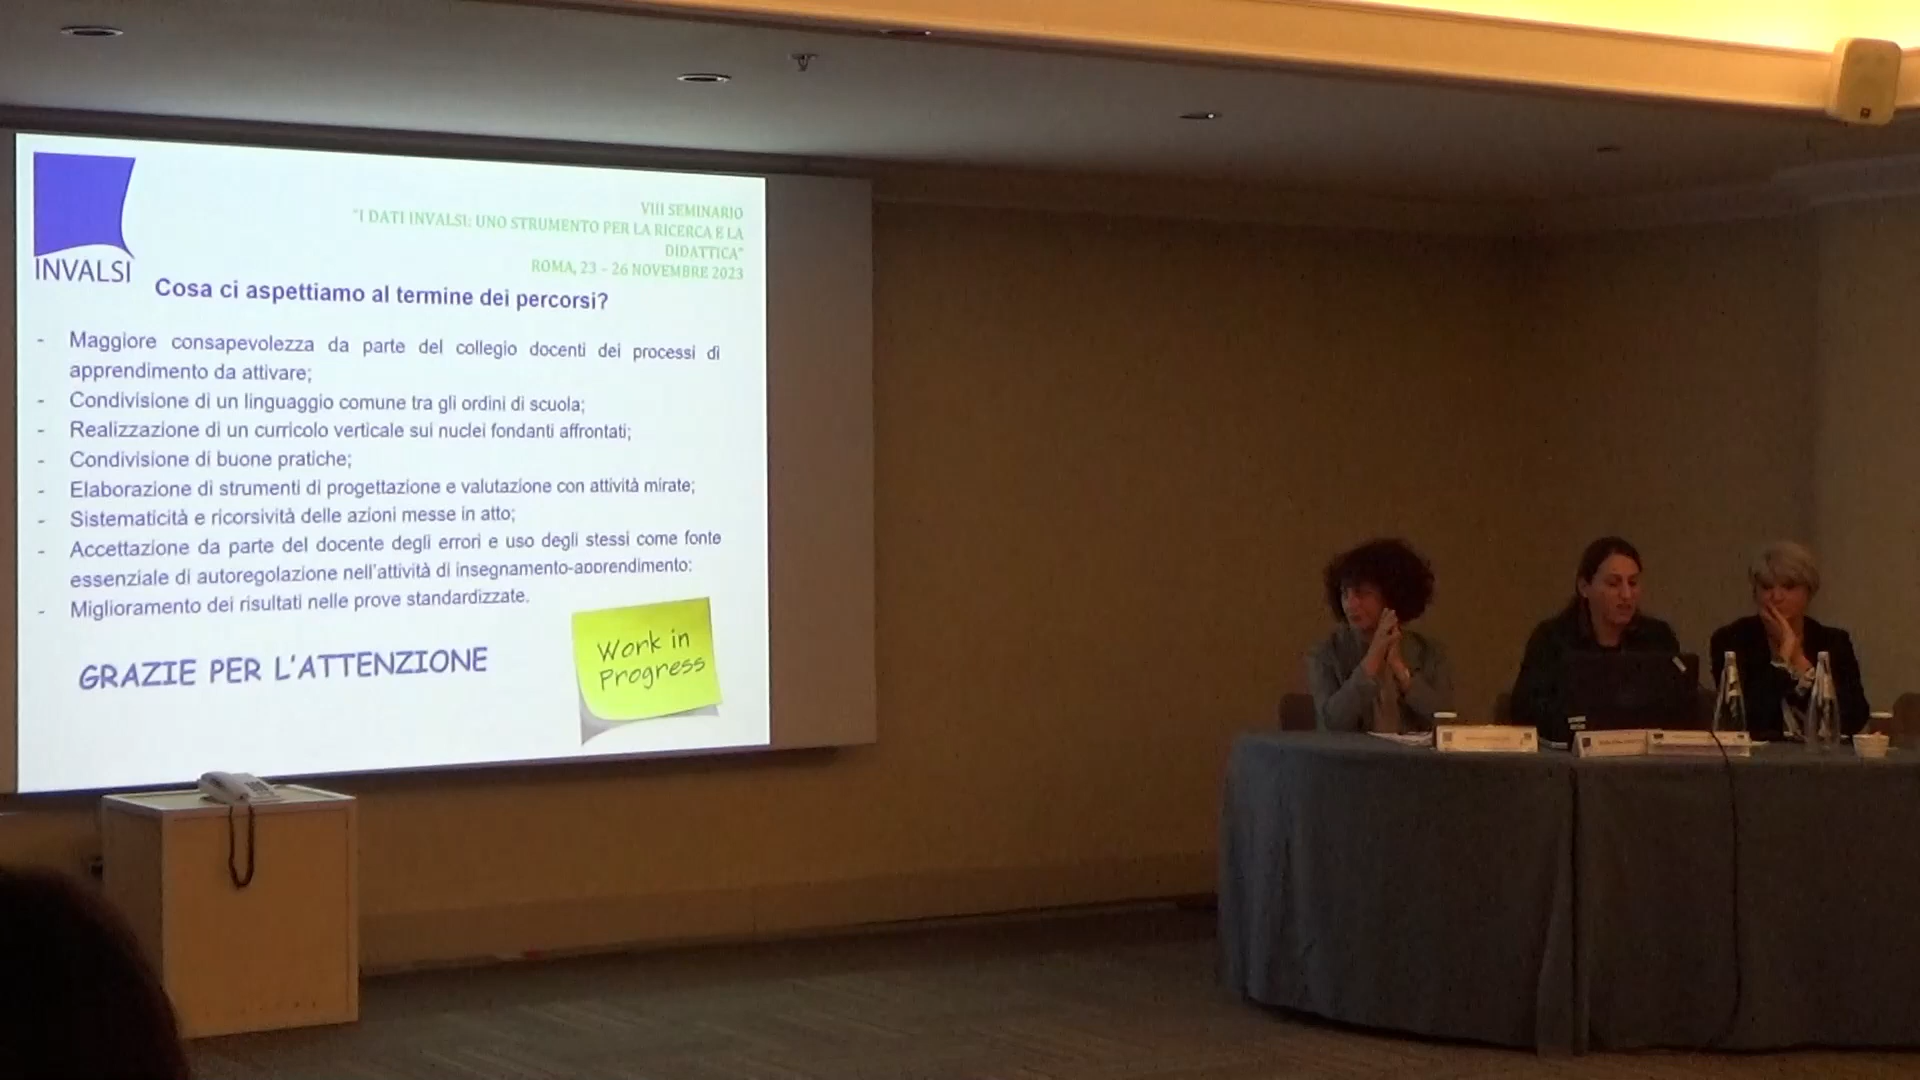 INVALSI
VIII SEMINARIO
"I DATI INVALSI: UNO STRUMENTO PER LA RICERCA E LA
DIDATTICA"
ROMA, 23 – 26 NOVEMBRE 2023
Cosa ci aspettiamo al termine dei percorsi?
- Maggiore consapevolezza da parte del collegio docenti dei processi di
apprendimento da attivare;
- Condivisione di un linguaggio comune tra gli ordini di scuola;
- Realizzazione di un curricolo verticale sui nuclei fondanti affrontati;
- Condivisione di buone pratiche;
- Elaborazione di strumenti di progettazione e valutazione con attività mirate;
- Sistematicità e ricorsività delle azioni messe in atto;
- Accettazione da parte del docente degli errori e uso degli stessi come fonte
essenziale di autoregolazione nell'attività di insegnamento-apprendimento;
- Miglioramento dei risultati nelle prove standardizzate.
GRAZIE PER L'ATTENZIONE
Work in
Progress